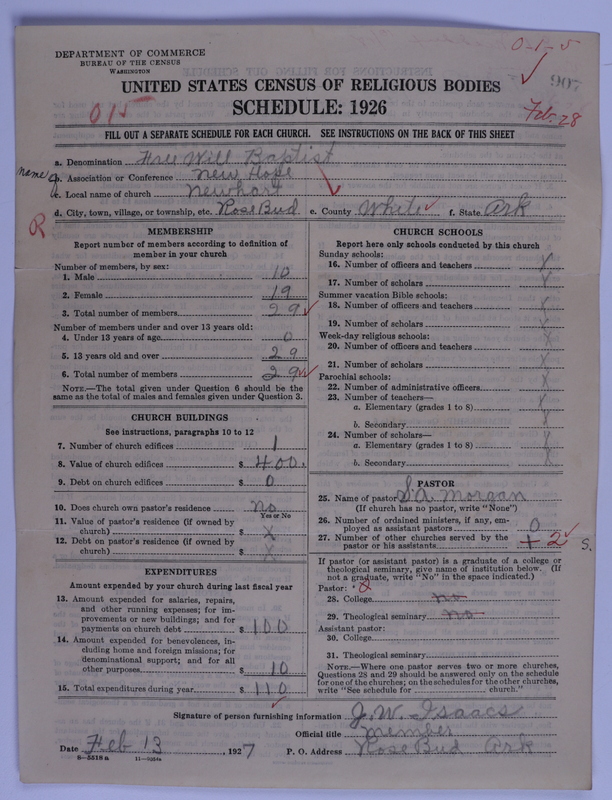 0-1-5
DEPARTMENT OF COMMERCE
BUREAU OF THE CENSUS
WASHINGTON
907
UNITED STATES CENSUS OF RELIGIOUS BODIES
SCHEDULE: 1926
015
Feb-28
FILL OUT A SEPARATE SCHEDULE FOR EACH CHURCH. SEE INSTRUCTIONS ON THE BACK OF THIS SHEET
a. Denomination Free Will Baptist
name of
b. Association or Conference New Hope
c. Local name of church Newhart
d. City, town, village, or township, etc. Rose Bud e. County White f. State Ark
R
MEMBERSHIP
Report number of members according to definition of
member in your church
Number of members, by sex:
1. Male 10
2. Female 19
3. Total number of members 29
Number of members under and over 13 years old:
4. Under 13 years of age 0
5. 13 years old and over 29
6. Total number of members 29
NOTE.—The total given under Question 6 should be the
same as the total of males and females given under Question 3.
CHURCH BUILDINGS
See instructions, paragraphs 10 to 12
7. Number of church edifices 1
8. Value of church edifices $ 400.
9. Debt on church edifices $ 0
10. Does church own pastor's residence? No
Yes or No
11. Value of pastor's residence (if owned by
church) $ X
12. Debt on pastor's residence (if owned by
church) $ X
EXPENDITURES
Amount expended by your church during last fiscal year
13. Amount expended for salaries, repairs,
and other running expenses; for im-
provements or new buildings; and for
payments on church debt $ 100
14. Amount expended for benevolences, in-
cluding home and foreign missions; for
denominational support; and for all
other purposes $ 10
15. Total expenditures during year $ 110
CHURCH SCHOOLS
Report here only schools conducted by this church
Sunday schools:
16. Number of officers and teachers X
17. Number of scholars X
Summer vacation Bible schools:
18. Number of officers and teachers X
19. Number of scholars X
Week-day religious schools:
20. Number of officers and teachers X
21. Number of scholars X
Parochial schools:
22. Number of administrative officers X
23. Number of teachers—
a. Elementary (grades 1 to 8) X
b. Secondary X
24. Number of scholars—
a. Elementary (grades 1 to 8) X
b. Secondary X
PASTOR
25. Name of pastor S.A. Morgan
(If church has no pastor, write "None")
26. Number of ordained ministers, if any, em-
ployed as assistant pastors 0
27. Number of other churches served by the
pastor or his assistants 2
S.
If pastor (or assistant pastor) is a graduate of a college or
theological seminary, give name of institution below. (If
not a graduate, write "No" in the space indicated.)
Pastor:
28. College no
29. Theological seminary no
Assistant pastor:
30. College
31. Theological seminary
NOTE.—Where one pastor serves two or more churches,
Questions 28 and 29 should be answered only on the schedule
for one of the churches; on the schedules for the other churches,
write "See schedule for church."
Signature of person furnishing information J. W. Isaacs
Official title member
Date Feb 13, 1927 P. O. Address Rose Bud Ark
8-5518 a